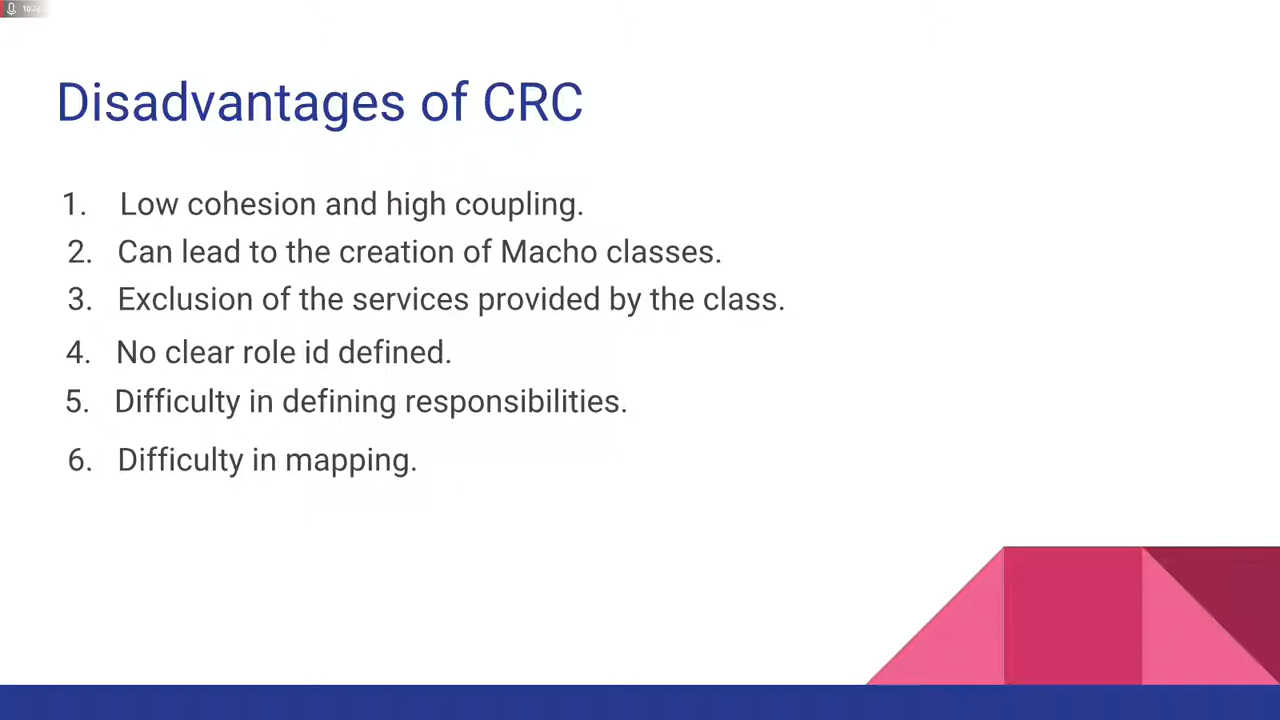 Disadvantages of CRC
1. Low cohesion and high coupling.
2. Can lead to the creation of Macho classes.
3. Exclusion of the services provided by the class.
4. No clear role id defined.
5. Difficulty in defining responsibilities.
6. Difficulty in mapping.